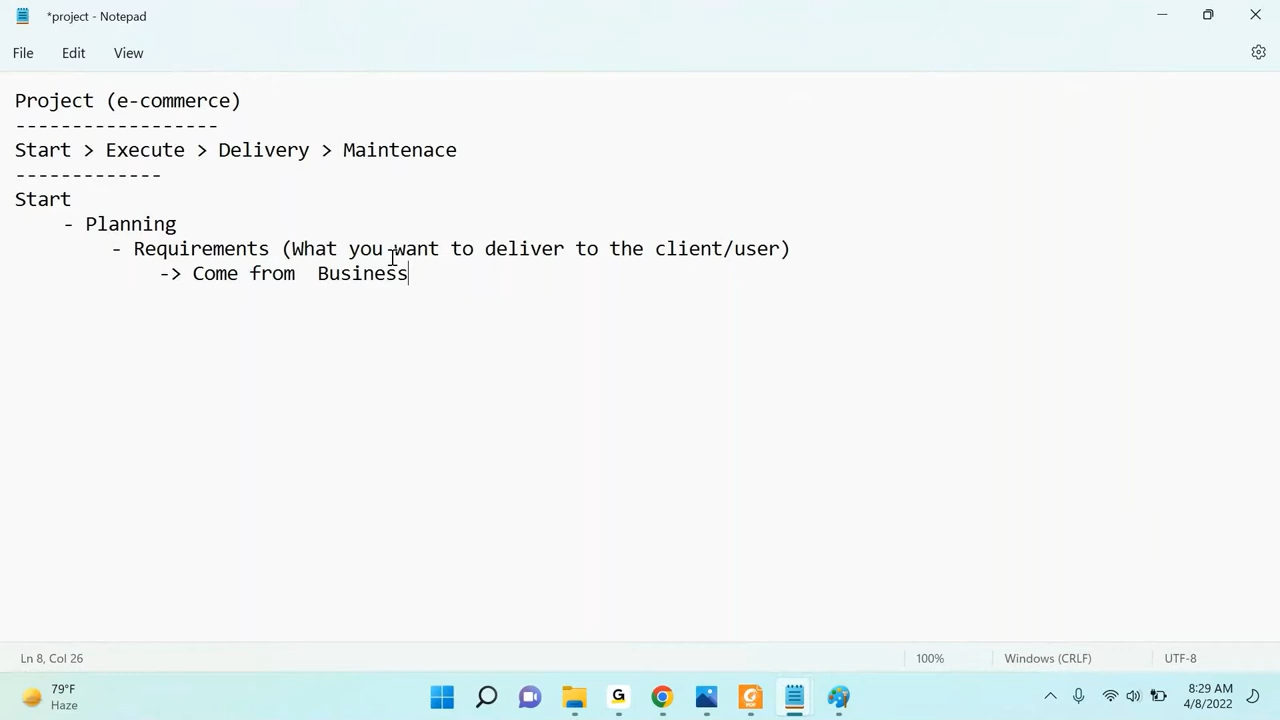 *project - Notepad
File Edit View
Project (e-commerce)
------------------
Start > Execute > Delivery > Maintenace
-------------
Start
- Planning
- Requirements (What you want to deliver to the client/user)
-> Come from  Business
Ln 8, Col 26 100% Windows (CRLF) UTF-8
79°F
Haze
G
PDF
8:29 AM
4/8/2022